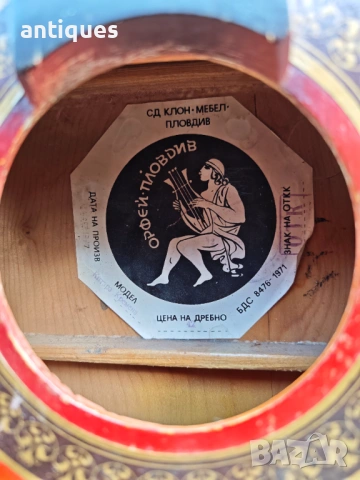 antiques
СД КЛОН "МЕБЕЛ"
ПЛОВДИВ
ОРФЕЙ·ПЛОВДИВ
ДАТА НА ПРОИЗВ
ЗНАК НА ОТКК
МОДЕЛ
ЦЕНА НА ДРЕБНО
БДС 8476-1971
BAZAR